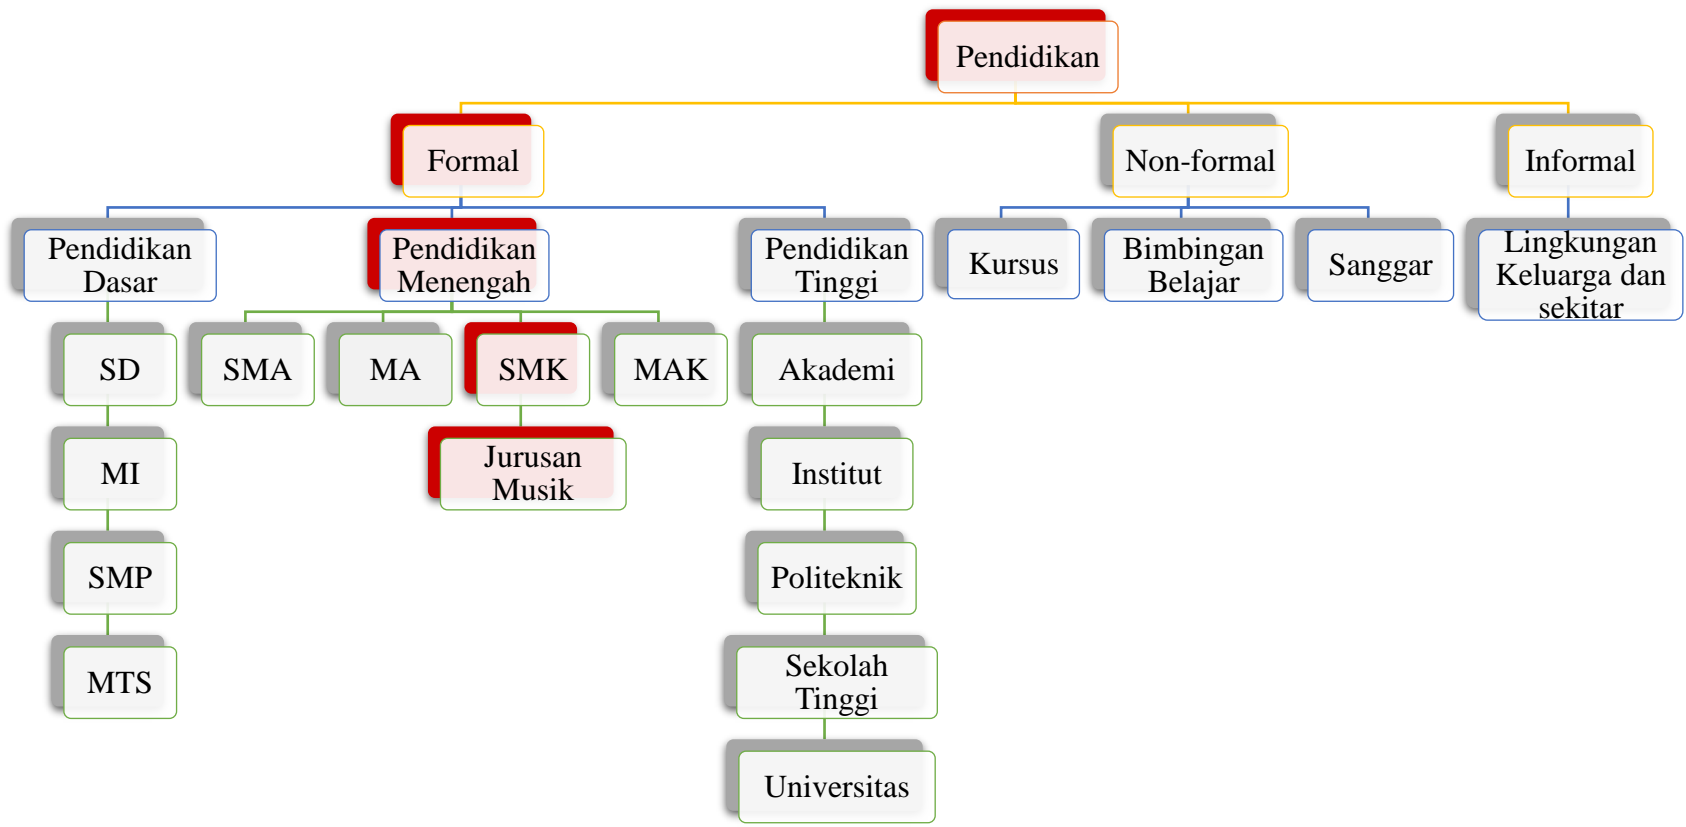 Pendidikan
Formal
Non-formal
Informal
Pendidikan
Dasar
Pendidikan
Menengah
Pendidikan
Tinggi
Kursus
Bimbingan
Belajar
Sanggar
Lingkungan
Keluarga dan
sekitar
SD
SMA
MA
SMK
MAK
Akademi
MI
Jurusan
Musik
Institut
SMP
Politeknik
MTS
Sekolah
Tinggi
Universitas